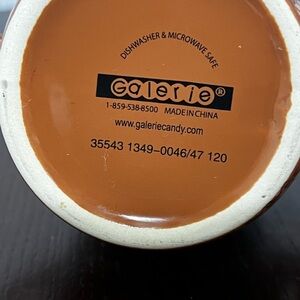 DISHWASHER & MICROWAVE SAFE
Galerie®
1-859-538-8500 MADE IN CHINA
www.galeriecandy.com
35543 1349-0046/47 120